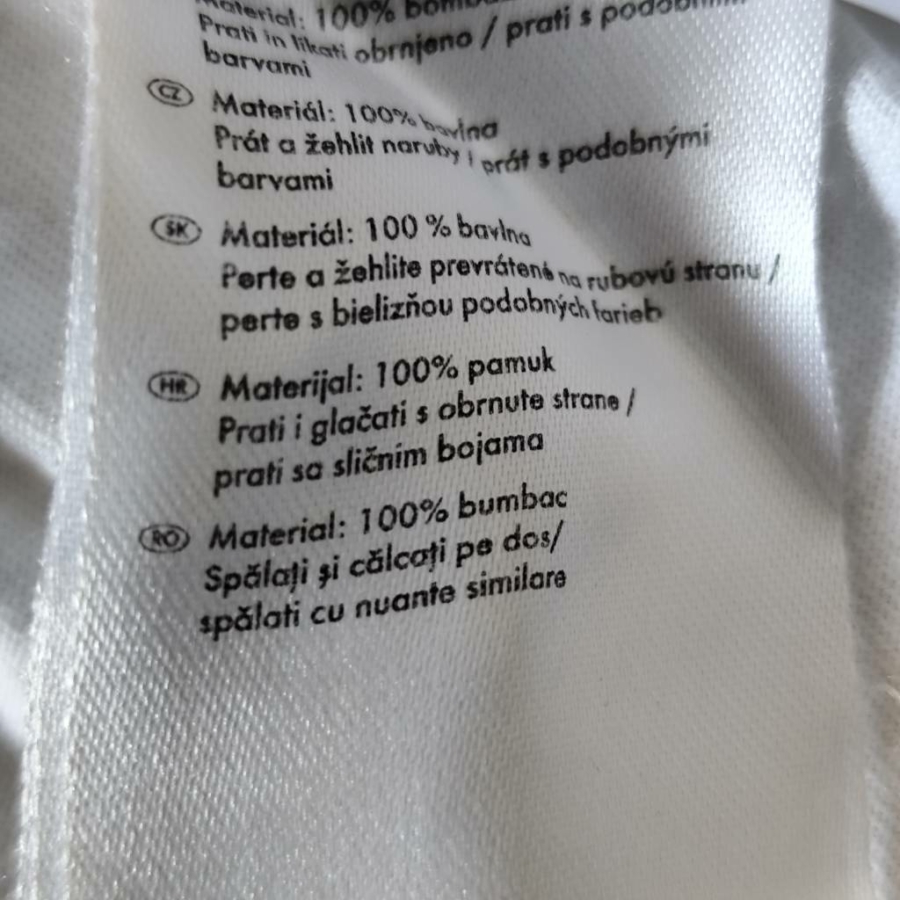 Material: 100%
Prati in likati obrnjeno / prati s
barvami
CZ Materiál: 100% bavlna
Prát a žehlit naruby / prát s podobnými
barvami
SK Materiál: 100 % bavlna
Perte a žehlite prevrátené na rubovú stranu /
perte s bielizňou podobných farieb
HR Materijal: 100% pamuk
Prati i glačati s obrnute strane /
prati sa sličnim bojama
RO Material: 100% bumbac
Spălați și călcați pe dos/
spălati cu nuante similare